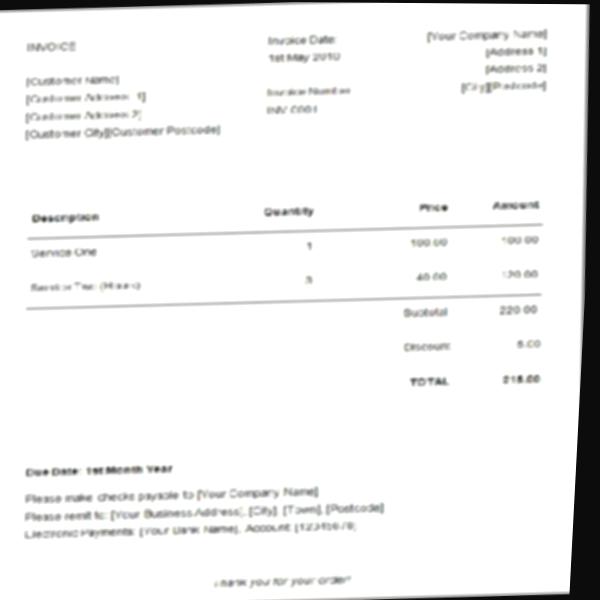 INVOICE
Invoice Date:
1st May 2010
[Your Company Name]
[Address 1]
[Address 2]
[City][Postcode]
[Customer Name]
[Customer Address 1]
[Customer Address 2]
[Customer City][Customer Postcode]
Invoice Number
INV 0001
Description Quantity Price Amount
Service One 1 100.00 100.00
Service Two (Hours) 3 40.00 120.00
Subtotal 220.00
Discount 5.00
TOTAL 215.00
Due Date: 1st Month Year
Please make checks payable to [Your Company Name]
Please remit to: [Your Business Address], [City], [Town], [Postcode]
Electronic Payments: [Your Bank Name], Account: [12345678]
Thank you for your order!